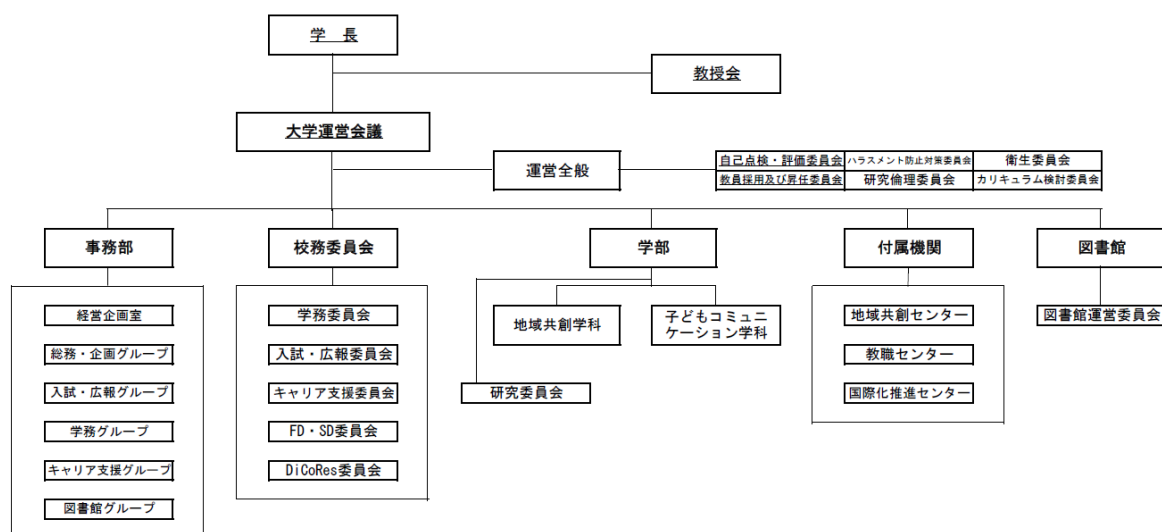 学　長
教授会
大学運営会議
運営全般
自己点検・評価委員会
ハラスメント防止対策委員会
衛生委員会
教員採用及び昇任委員会
研究倫理委員会
カリキュラム検討委員会
事務部
校務委員会
学部
付属機関
図書館
経営企画室
総務・企画グループ
入試・広報グループ
学務グループ
キャリア支援グループ
図書館グループ
学務委員会
入試・広報委員会
キャリア支援委員会
FD・SD委員会
DiCoRes委員会
地域共創学科
子どもコミュニ
ケーション学科
研究委員会
地域共創センター
教職センター
国際化推進センター
図書館運営委員会